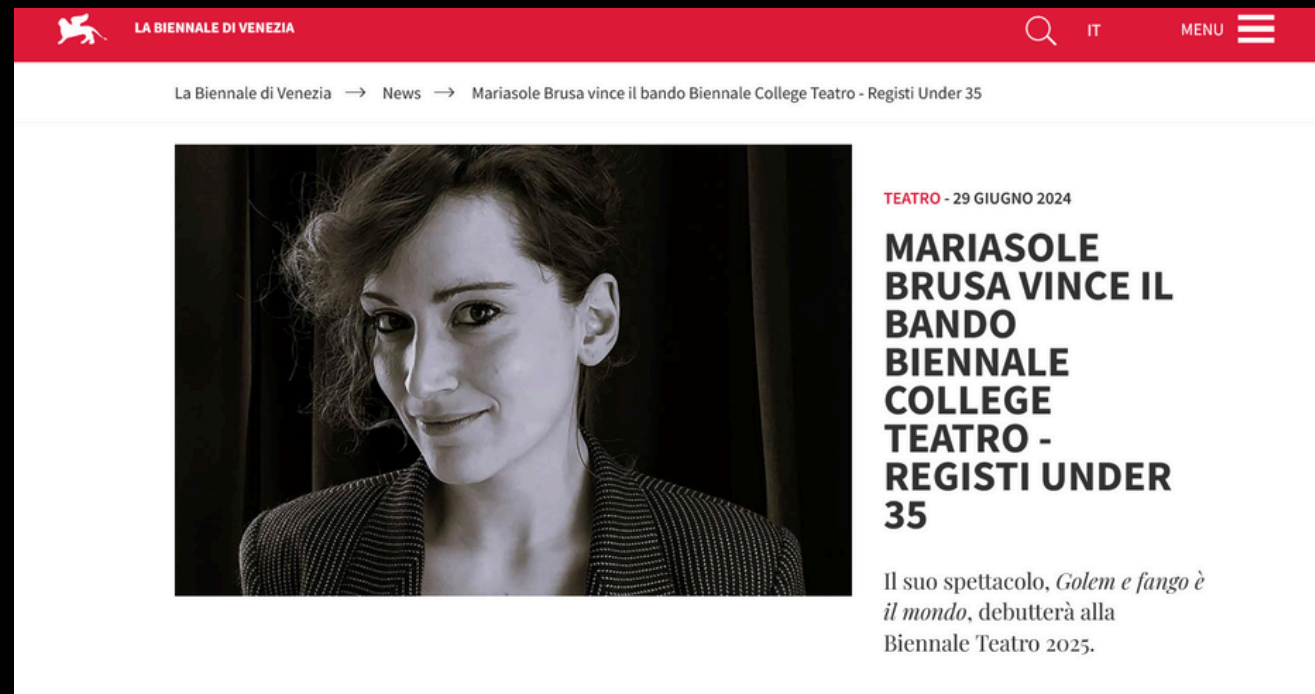 LA BIENNALE DI VENEZIA
IT
MENU
La Biennale di Venezia → News → Mariasole Brusa vince il bando Biennale College Teatro - Registi Under 35
TEATRO - 29 GIUGNO 2024
MARIASOLE
BRUSA VINCE IL
BANDO
BIENNALE
COLLEGE
TEATRO -
REGISTI UNDER
35
Il suo spettacolo, Golem e fango è
il mondo, debutterà alla
Biennale Teatro 2025.